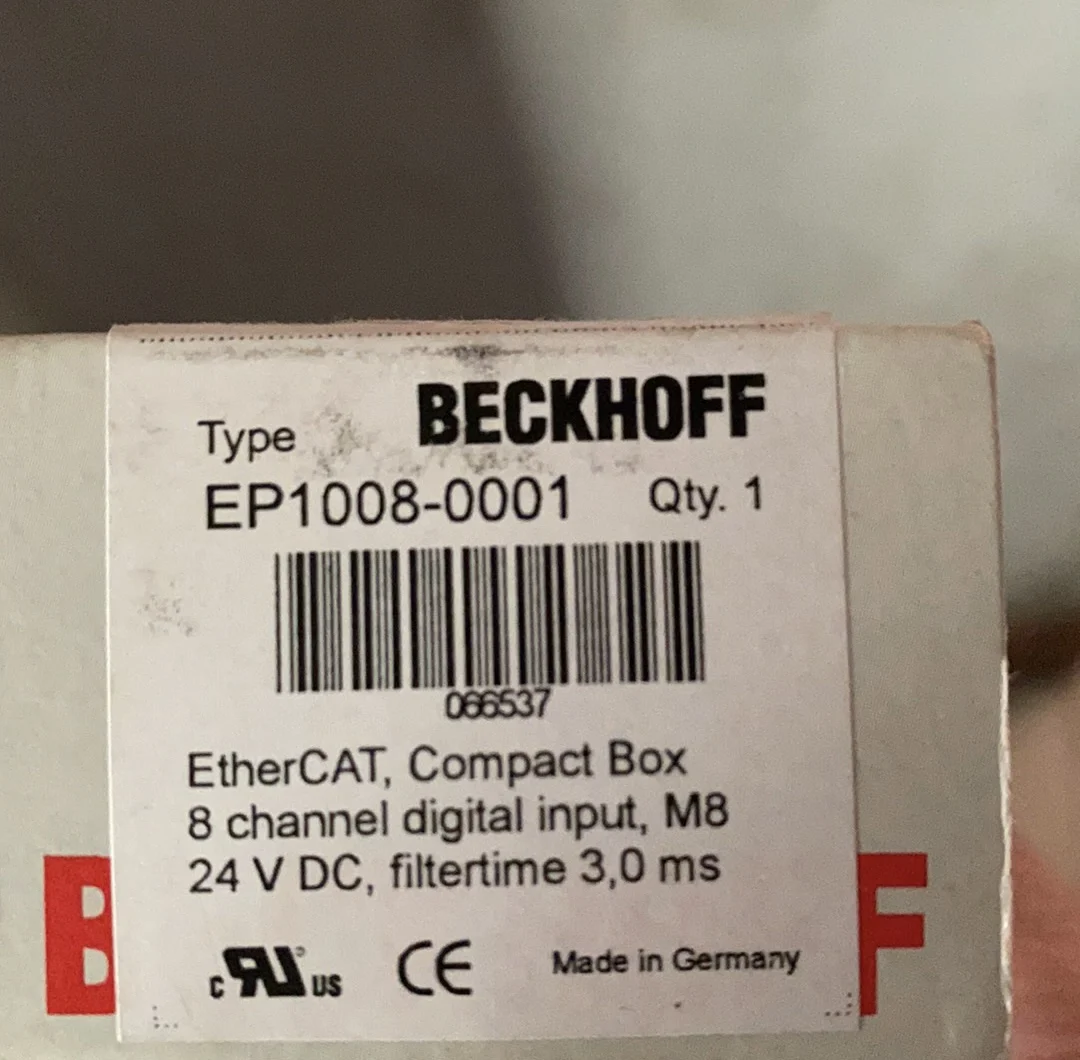 BECKHOFF
Type
EP1008-0001 Qty. 1
066537
EtherCAT, Compact Box
8 channel digital input, M8
24 V DC, filtertime 3,0 ms
c RU US CE Made in Germany
B F